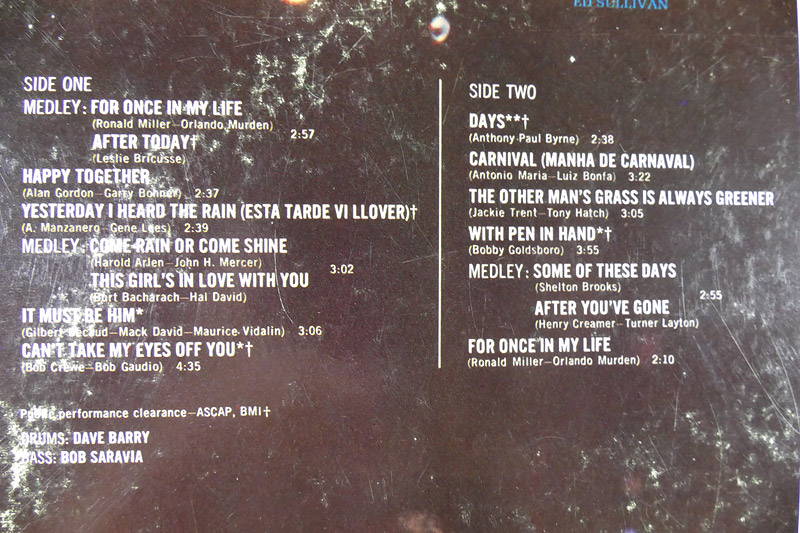 ED SULLIVAN
SIDE ONE
MEDLEY: FOR ONCE IN MY LIFE
(Ronald Miller—Orlando Murden)
2:57
AFTER TODAY†
(Leslie Bricusse)
HAPPY TOGETHER
(Alan Gordon—Garry Bonner) 2:37
YESTERDAY I HEARD THE RAIN (ESTA TARDE VI LLOVER)†
(A. Manzanero—Gene Lees) 2:39
MEDLEY: COME RAIN OR COME SHINE
(Harold Arlen—John H. Mercer)
3:02
THIS GIRL'S IN LOVE WITH YOU
(Burt Bacharach—Hal David)
IT MUST BE HIM*
(Gilbert Becaud—Mack David—Maurice Vidalin) 3:06
CAN'T TAKE MY EYES OFF YOU*†
(Bob Crewe—Bob Gaudio) 4:35
Public performance clearance—ASCAP, BMI†
DRUMS: DAVE BARRY
BASS: BOB SARAVIA
SIDE TWO
DAYS**†
(Anthony Paul Byrne) 2:38
CARNIVAL (MANHA DE CARNAVAL)
(Antonio Maria—Luiz Bonfa) 3:22
THE OTHER MAN'S GRASS IS ALWAYS GREENER
(Jackie Trent—Tony Hatch) 3:05
WITH PEN IN HAND*†
(Bobby Goldsboro) 3:55
MEDLEY: SOME OF THESE DAYS
(Shelton Brooks)
2:55
AFTER YOU'VE GONE
(Henry Creamer—Turner Layton)
FOR ONCE IN MY LIFE
(Ronald Miller—Orlando Murden) 2:10